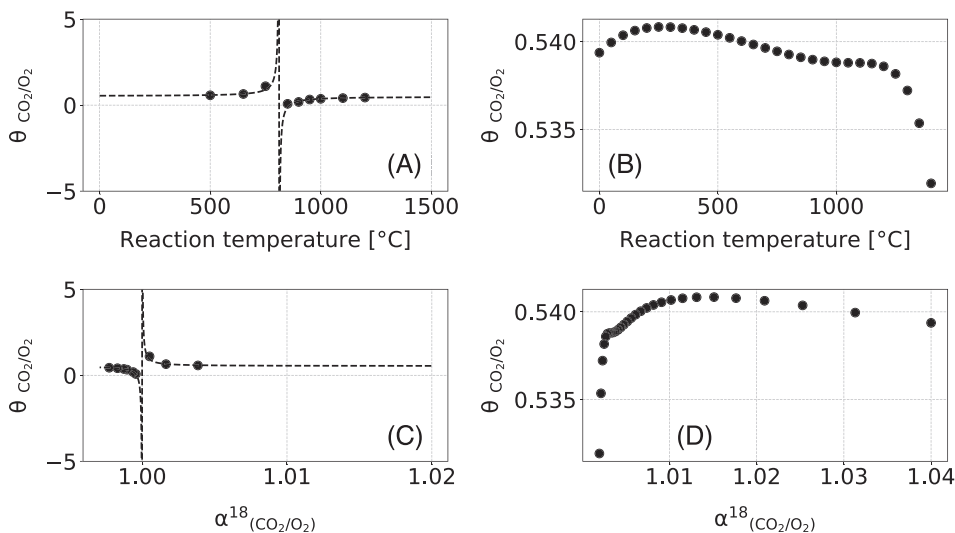 5
0
−5
θ CO₂/O₂
(A)
0 500 1000 1500
Reaction temperature [°C]
0.540
0.535
θ CO₂/O₂
(B)
0 500 1000
Reaction temperature [°C]
5
0
−5
θ CO₂/O₂
(C)
1.00 1.01 1.02
α¹⁸(CO₂/O₂)
0.540
0.535
θ CO₂/O₂
(D)
1.01 1.02 1.03 1.04
α¹⁸(CO₂/O₂)